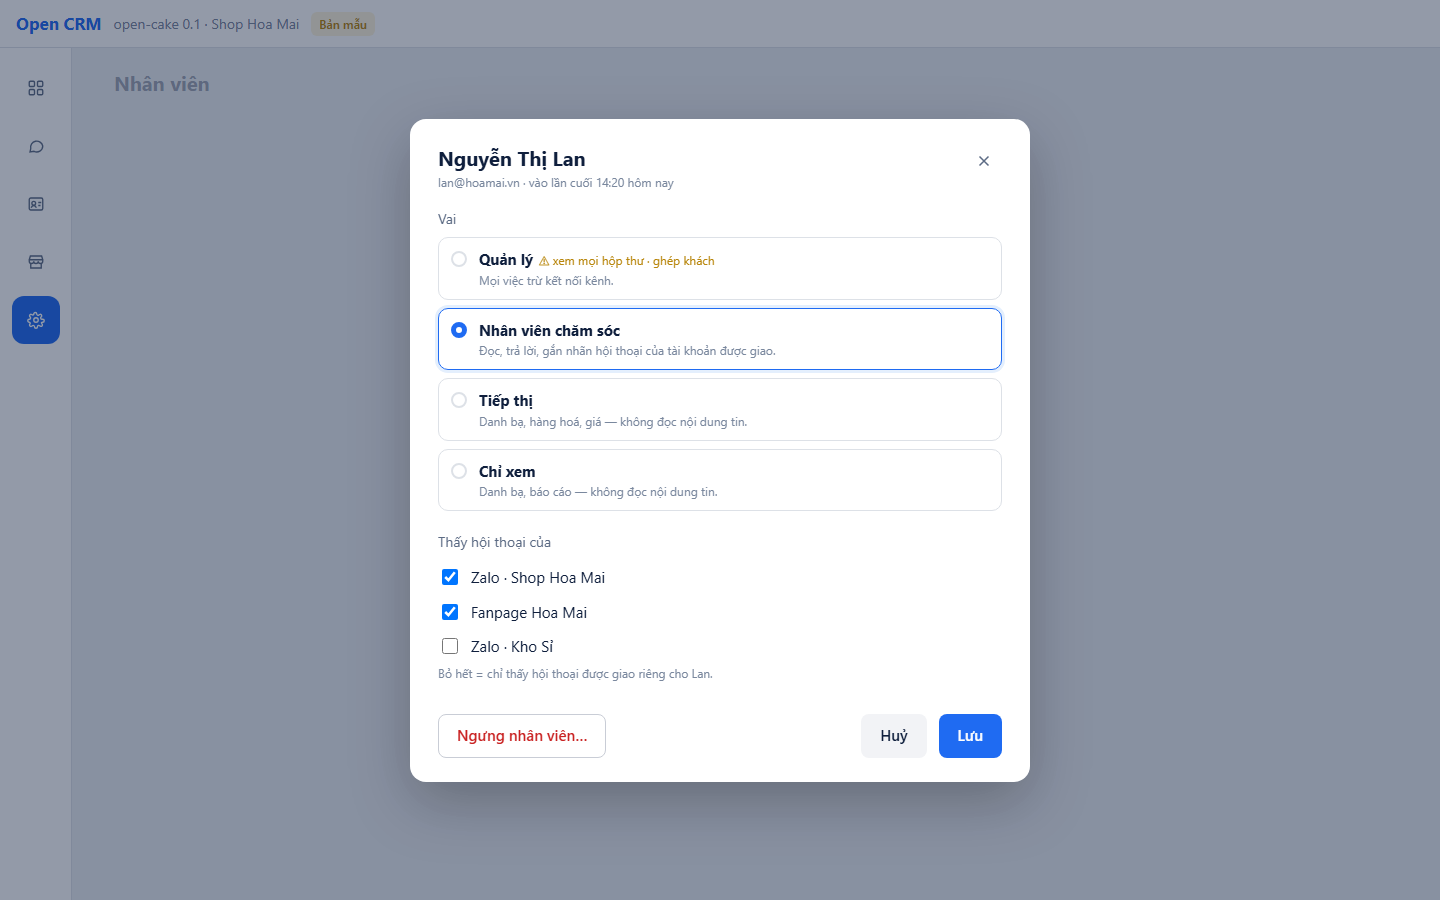 Open CRM open-cake 0.1 · Shop Hoa Mai Bản mẫu
Nhân viên
Nguyễn Thị Lan
lan@hoamai.vn · vào lần cuối 14:20 hôm nay
Vai
Quản lý ⚠ xem mọi hộp thư · ghép khách
Mọi việc trừ kết nối kênh.
Nhân viên chăm sóc
Đọc, trả lời, gắn nhãn hội thoại của tài khoản được giao.
Tiếp thị
Danh bạ, hàng hoá, giá — không đọc nội dung tin.
Chỉ xem
Danh bạ, báo cáo — không đọc nội dung tin.
Thấy hội thoại của
Zalo · Shop Hoa Mai
Fanpage Hoa Mai
Zalo · Kho Sỉ
Bỏ hết = chỉ thấy hội thoại được giao riêng cho Lan.
Ngưng nhân viên... Huỷ Lưu